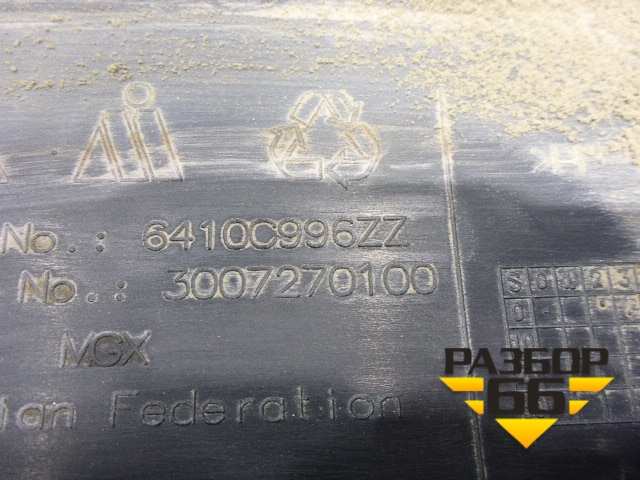 No.: 6410C996ZZ
No.: 3007270100
MGX
ian Federation
РАЗБОР
66